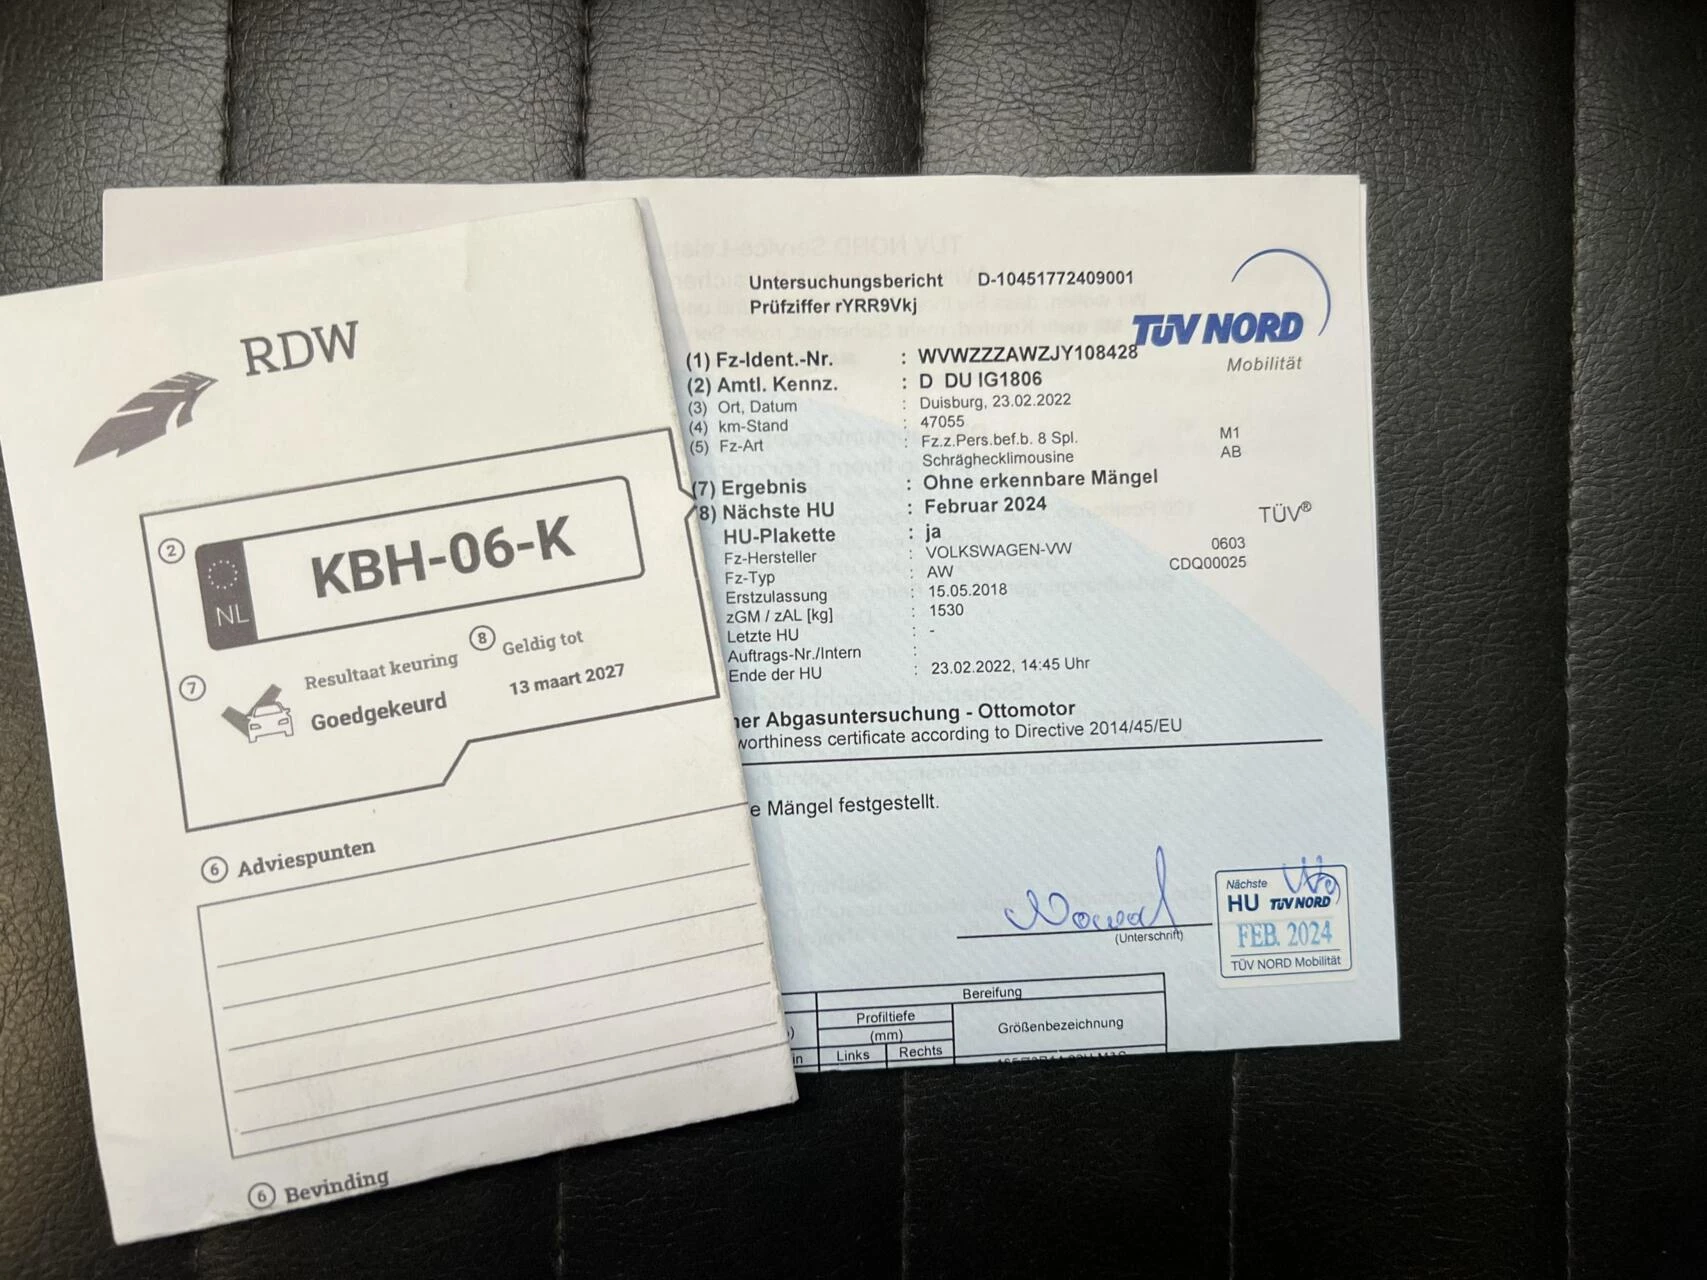 RDW
2
NL
KBH-06-K
7
Resultaat keuring
Goedgekeurd
8 Geldig tot
13 maart 2027
6 Adviespunten
6 Bevinding
Untersuchungsbericht D-10451772409001
Prüfziffer rYRR9Vkj
TÜV NORD
Mobilität
(1) Fz-Ident.-Nr. : WVWZZZAWZJY108428
(2) Amtl. Kennz. : D DU IG1806
(3) Ort, Datum : Duisburg, 23.02.2022
(4) km-Stand : 47055
(5) Fz-Art : Fz.z.Pers.bef.b. 8 Spl. M1
Schräghecklimousine AB
(7) Ergebnis : Ohne erkennbare Mängel
8) Nächste HU : Februar 2024
TÜV®
HU-Plakette : ja
Fz-Hersteller : VOLKSWAGEN-VW 0603
Fz-Typ : AW CDQ00025
Erstzulassung : 15.05.2018
zGM / zAL [kg] : 1530
Letzte HU : -
Auftrags-Nr./Intern :
Ende der HU : 23.02.2022, 14:45 Uhr
ner Abgasuntersuchung - Ottomotor
worthiness certificate according to Directive 2014/45/EU
e Mängel festgestellt.
(Unterschrift)
Nächste
HU TÜV NORD
FEB. 2024
TÜV NORD Mobilität
Bereifung
Profiltiefe
(mm)
Größenbezeichnung
in Links Rechts